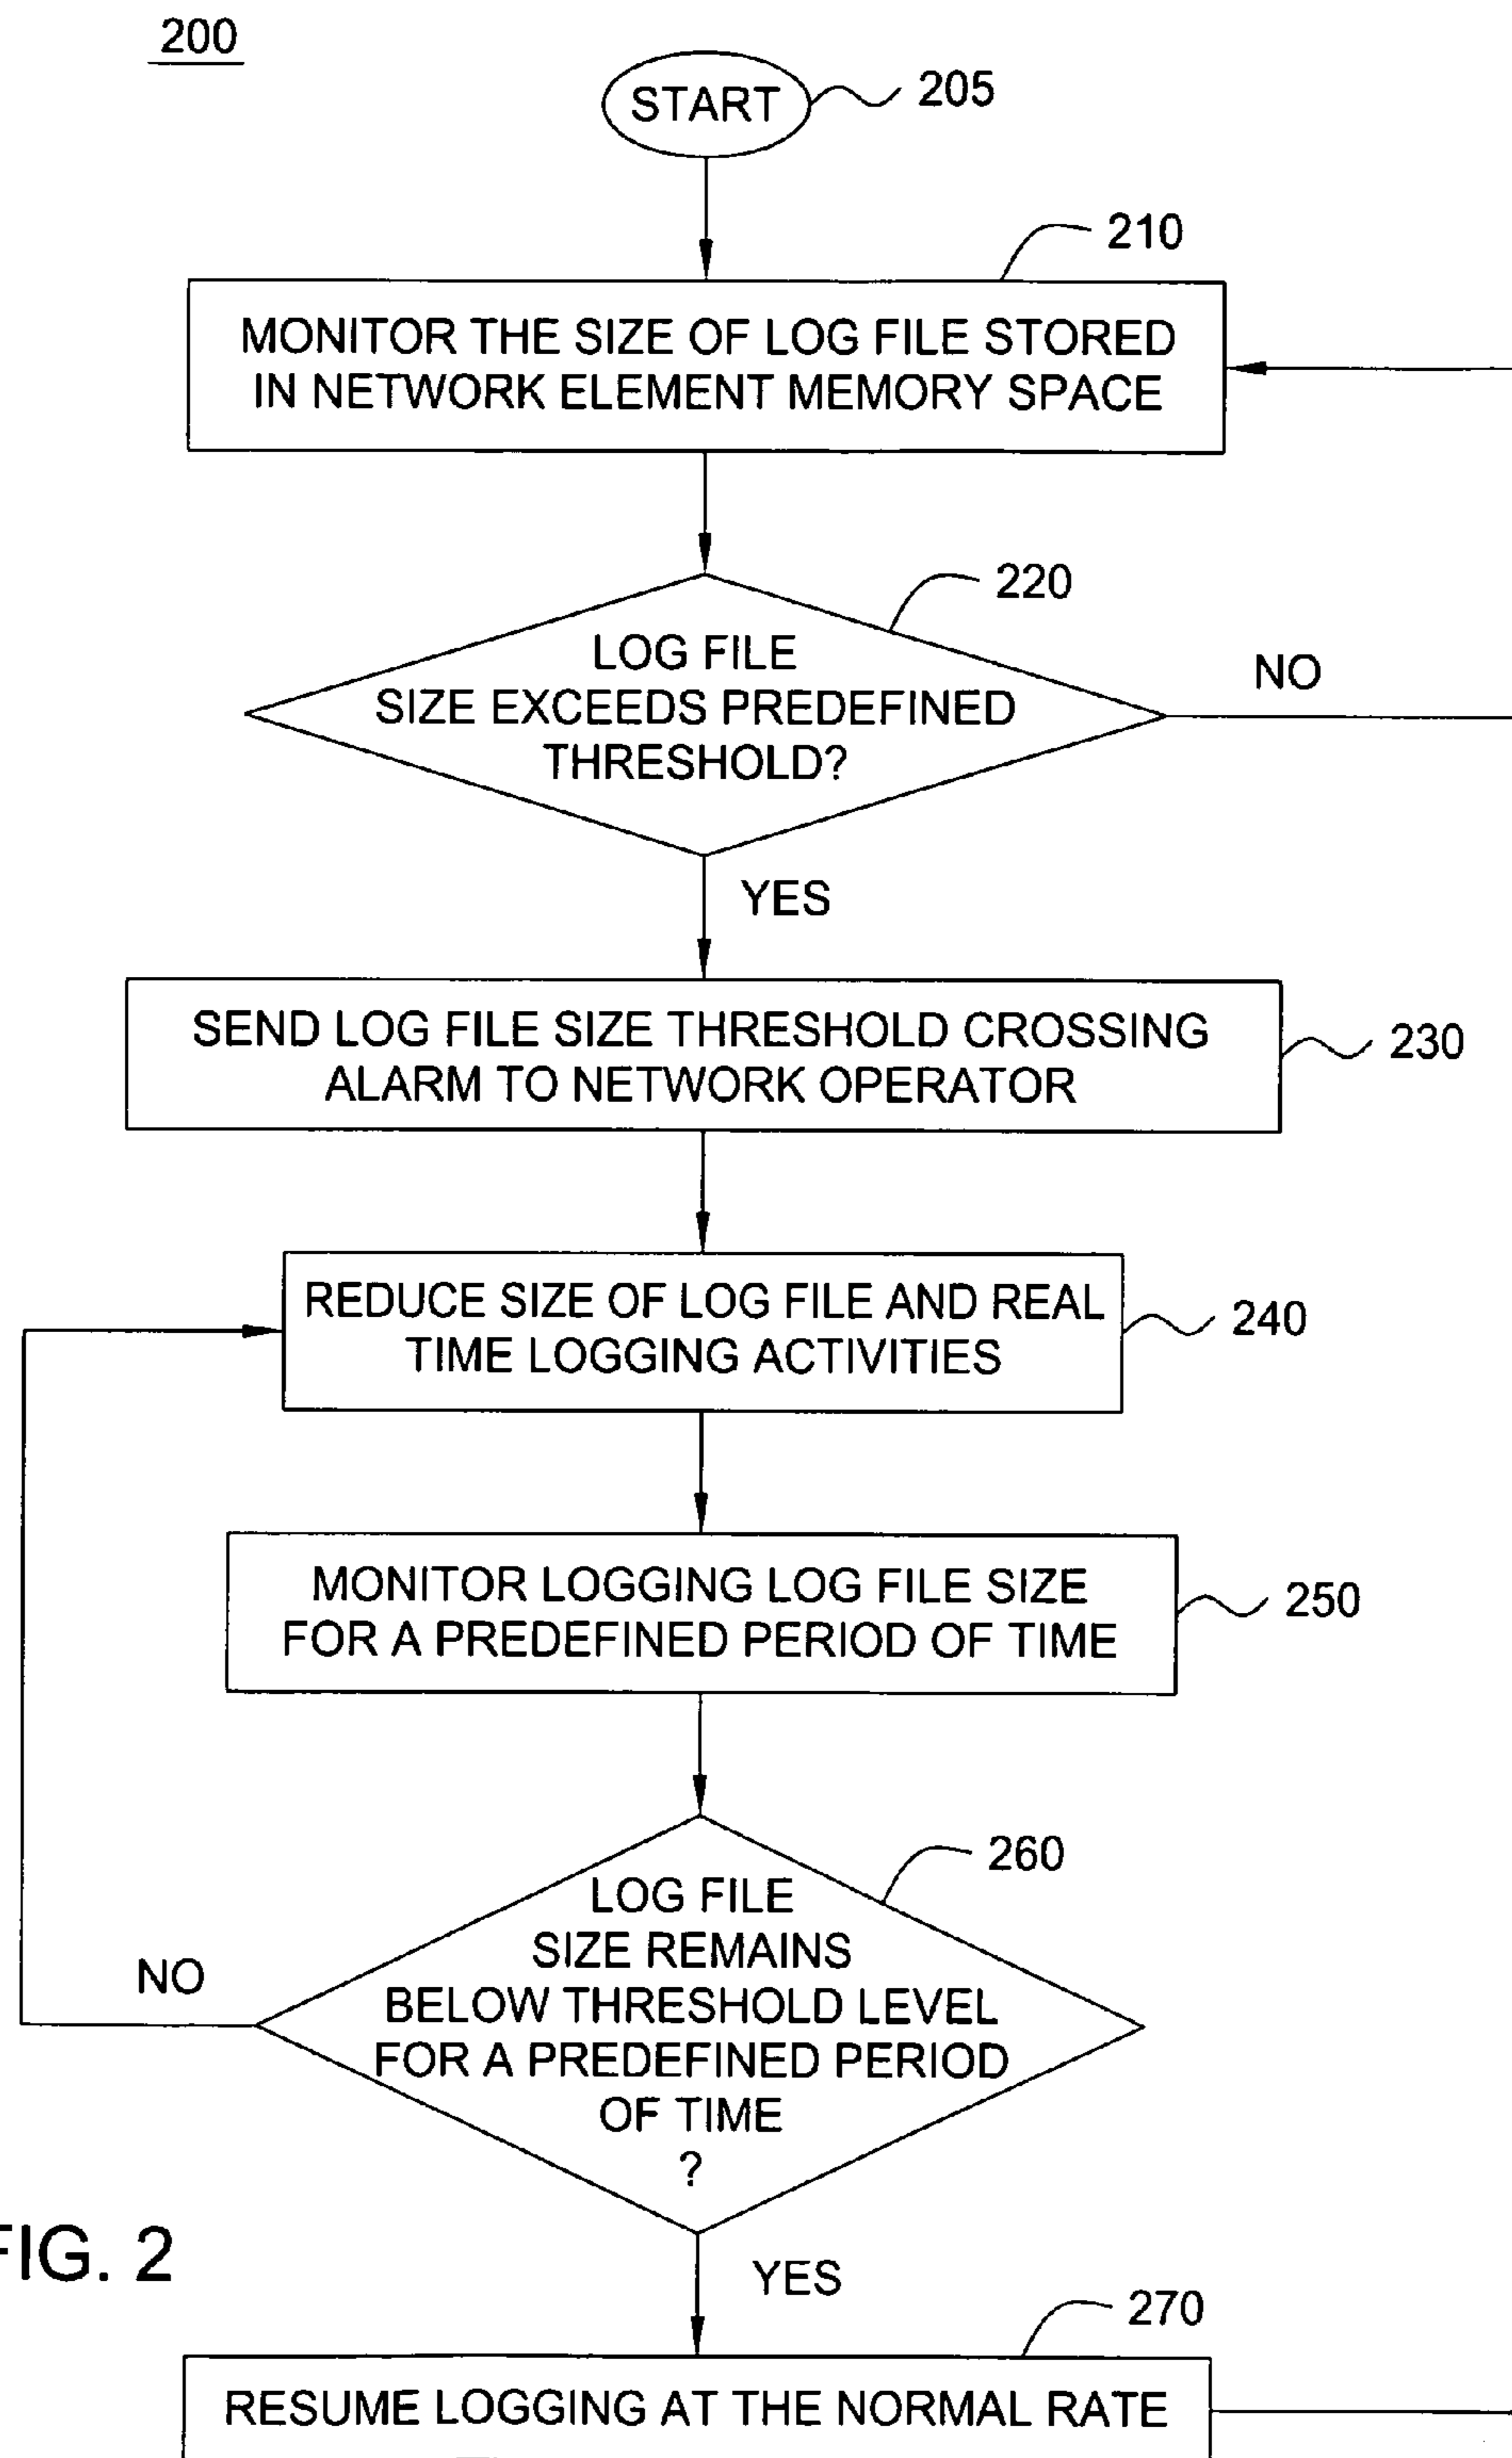 200
START
205
210
MONITOR THE SIZE OF LOG FILE STORED
IN NETWORK ELEMENT MEMORY SPACE
220
LOG FILE
SIZE EXCEEDS PREDEFINED
THRESHOLD?
NO
YES
SEND LOG FILE SIZE THRESHOLD CROSSING
ALARM TO NETWORK OPERATOR
230
REDUCE SIZE OF LOG FILE AND REAL
TIME LOGGING ACTIVITIES
240
MONITOR LOGGING LOG FILE SIZE
FOR A PREDEFINED PERIOD OF TIME
250
260
LOG FILE
SIZE REMAINS
BELOW THRESHOLD LEVEL
FOR A PREDEFINED PERIOD
OF TIME
?
NO
FIG. 2
YES
270
RESUME LOGGING AT THE NORMAL RATE